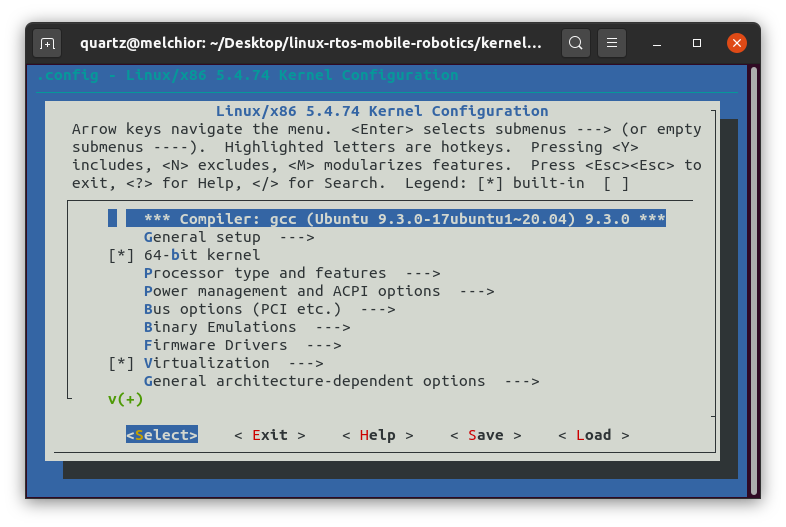 quartz@melchior: ~/Desktop/linux-rtos-mobile-robotics/kernel...
.config - Linux/x86 5.4.74 Kernel Configuration
Linux/x86 5.4.74 Kernel Configuration
Arrow keys navigate the menu.  <Enter> selects submenus ---> (or empty
submenus ----).  Highlighted letters are hotkeys.  Pressing <Y>
includes, <N> excludes, <M> modularizes features.  Press <Esc><Esc> to
exit, <?> for Help, </> for Search.  Legend: [*] built-in  [ ]
*** Compiler: gcc (Ubuntu 9.3.0-17ubuntu1~20.04) 9.3.0 ***
General setup  --->
[*] 64-bit kernel
Processor type and features  --->
Power management and ACPI options  --->
Bus options (PCI etc.)  --->
Binary Emulations  --->
Firmware Drivers  --->
[*] Virtualization  --->
General architecture-dependent options  --->
v(+)
<Select>    < Exit >    < Help >    < Save >    < Load >